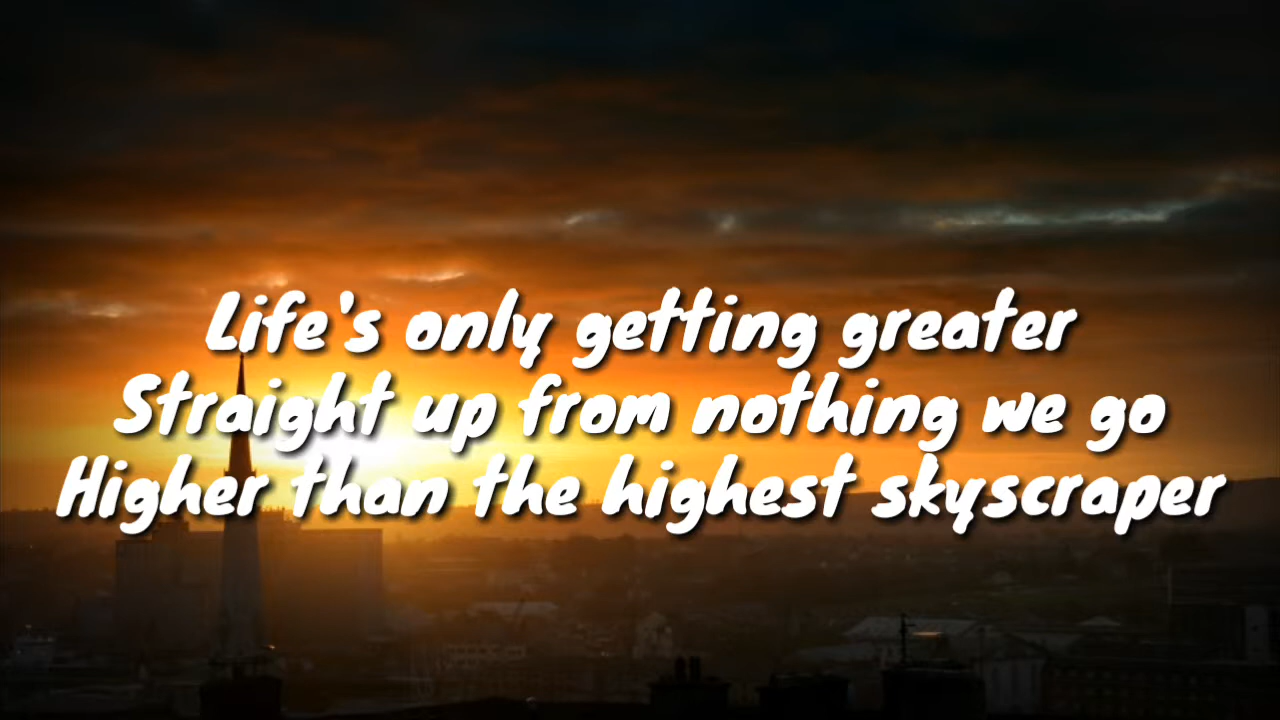 Life's only getting greater
Straight up from nothing we go
Higher than the highest skyscraper